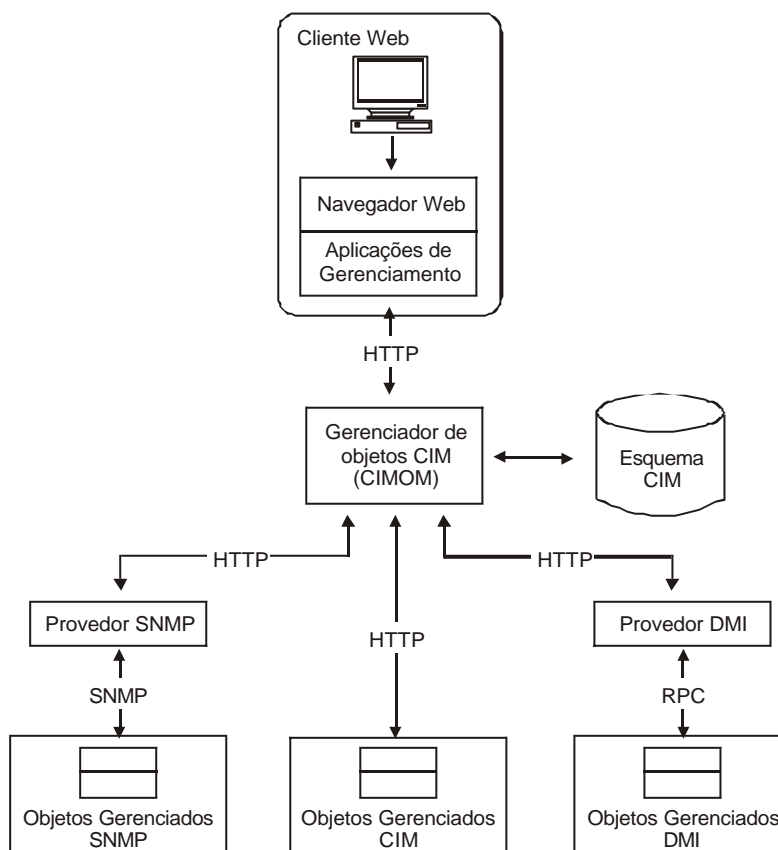 Cliente Web
Navegador Web
Aplicações de
Gerenciamento
HTTP
Gerenciador de
objetos CIM
(CIMOM)
Esquema
CIM
HTTP
HTTP
Provedor SNMP
Provedor DMI
HTTP
SNMP
RPC
Objetos Gerenciados
SNMP
Objetos Gerenciados
CIM
Objetos Gerenciados
DMI